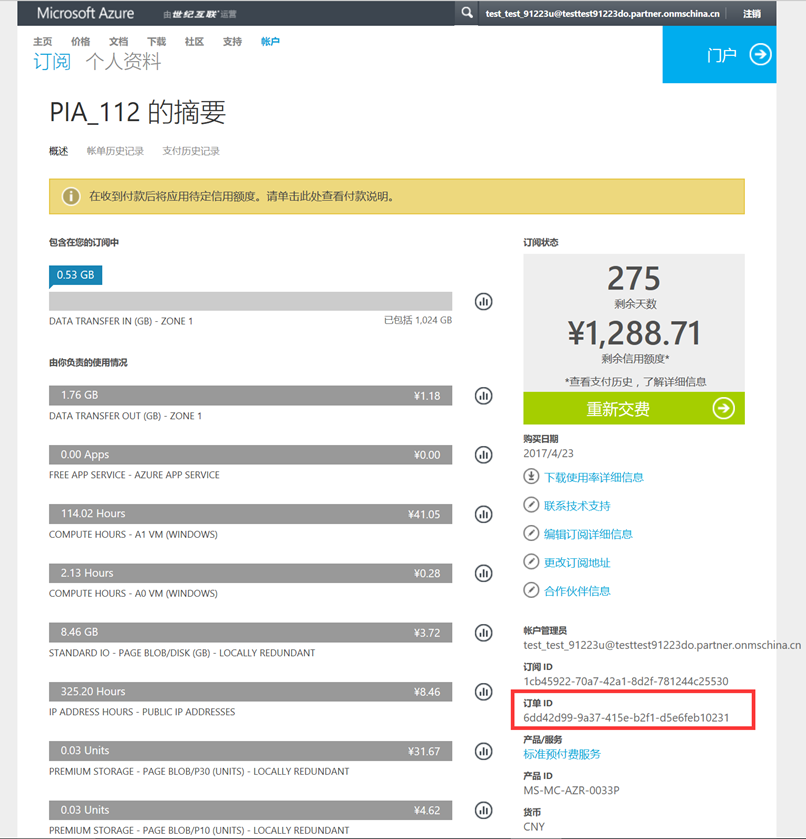 Microsoft Azure 由世纪互联运营 test_test_91223u@testtest91223do.partner.onmschina.cn 注销
主页 价格 文档 下载 社区 支持 帐户
订阅 个人资料
门户
PIA_112 的摘要
概述 帐单历史记录 支付历史记录
在收到付款后将应用待定信用额度。请单击此处查看付款说明。
包含在您的订阅中
0.53 GB
DATA TRANSFER IN (GB) - ZONE 1 已包括 1,024 GB
由你负责的使用情况
1.76 GB ¥1.18
DATA TRANSFER OUT (GB) - ZONE 1
0.00 Apps ¥0.00
FREE APP SERVICE - AZURE APP SERVICE
114.02 Hours ¥41.05
COMPUTE HOURS - A1 VM (WINDOWS)
2.13 Hours ¥0.28
COMPUTE HOURS - A0 VM (WINDOWS)
8.46 GB ¥3.72
STANDARD IO - PAGE BLOB/DISK (GB) - LOCALLY REDUNDANT
325.20 Hours ¥8.46
IP ADDRESS HOURS - PUBLIC IP ADDRESSES
0.03 Units ¥31.67
PREMIUM STORAGE - PAGE BLOB/P30 (UNITS) - LOCALLY REDUNDANT
0.03 Units ¥4.62
PREMIUM STORAGE - PAGE BLOB/P10 (UNITS) - LOCALLY REDUNDANT
订阅状态
275
剩余天数
¥1,288.71
剩余信用额度*
*查看支付历史，了解详细信息
重新交费
购买日期
2017/4/23
下载使用率详细信息
联系技术支持
编辑订阅详细信息
更改订阅地址
合作伙伴信息
帐户管理员
test_test_91223u@testtest91223do.partner.onmschina.cn
订阅 ID
1cb45922-70a7-42a1-8d2f-781244c25530
订单 ID
6dd42d99-9a37-415e-b2f1-d5e6feb10231
产品/服务
标准预付费服务
产品 ID
MS-MC-AZR-0033P
货币
CNY